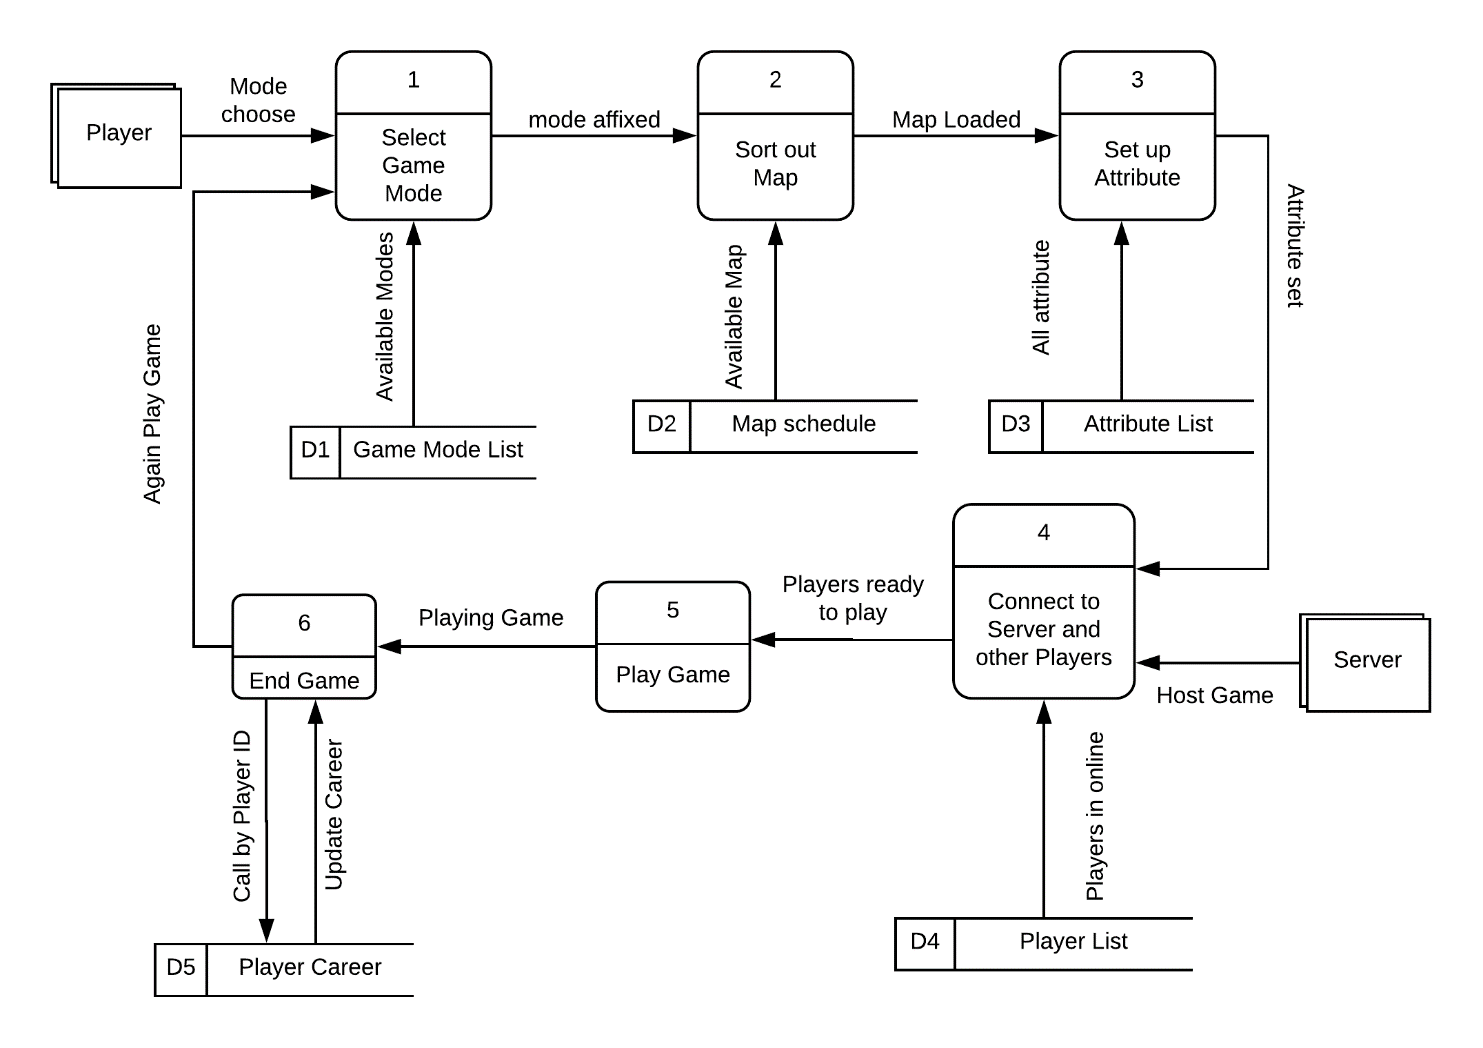 Player
Mode
choose
1
Select
Game
Mode
mode affixed
2
Sort out
Map
Map Loaded
3
Set up
Attribute
Attribute set
Available Modes
Available Map
All attribute
Again Play Game
D1
Game Mode List
D2
Map schedule
D3
Attribute List
4
Connect to
Server and
other Players
Players ready
to play
5
Play Game
Playing Game
6
End Game
Server
Host Game
Call by Player ID
Update Career
Players in online
D4
Player List
D5
Player Career